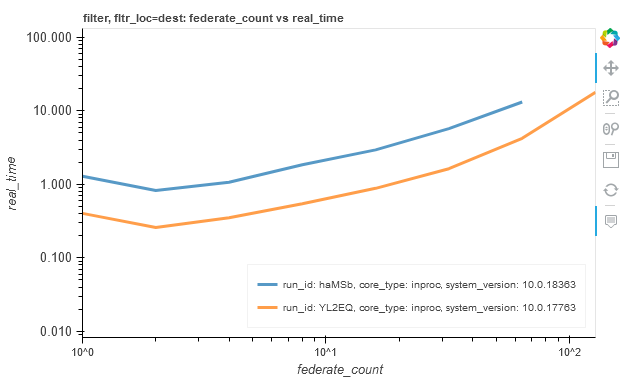 filter, fltr_loc=dest: federate_count vs real_time
100.000
10.000
1.000
0.100
0.010
real_time
run_id: haMSb, core_type: inproc, system_version: 10.0.18363
run_id: YL2EQ, core_type: inproc, system_version: 10.0.17763
10^0
10^1
10^2
federate_count